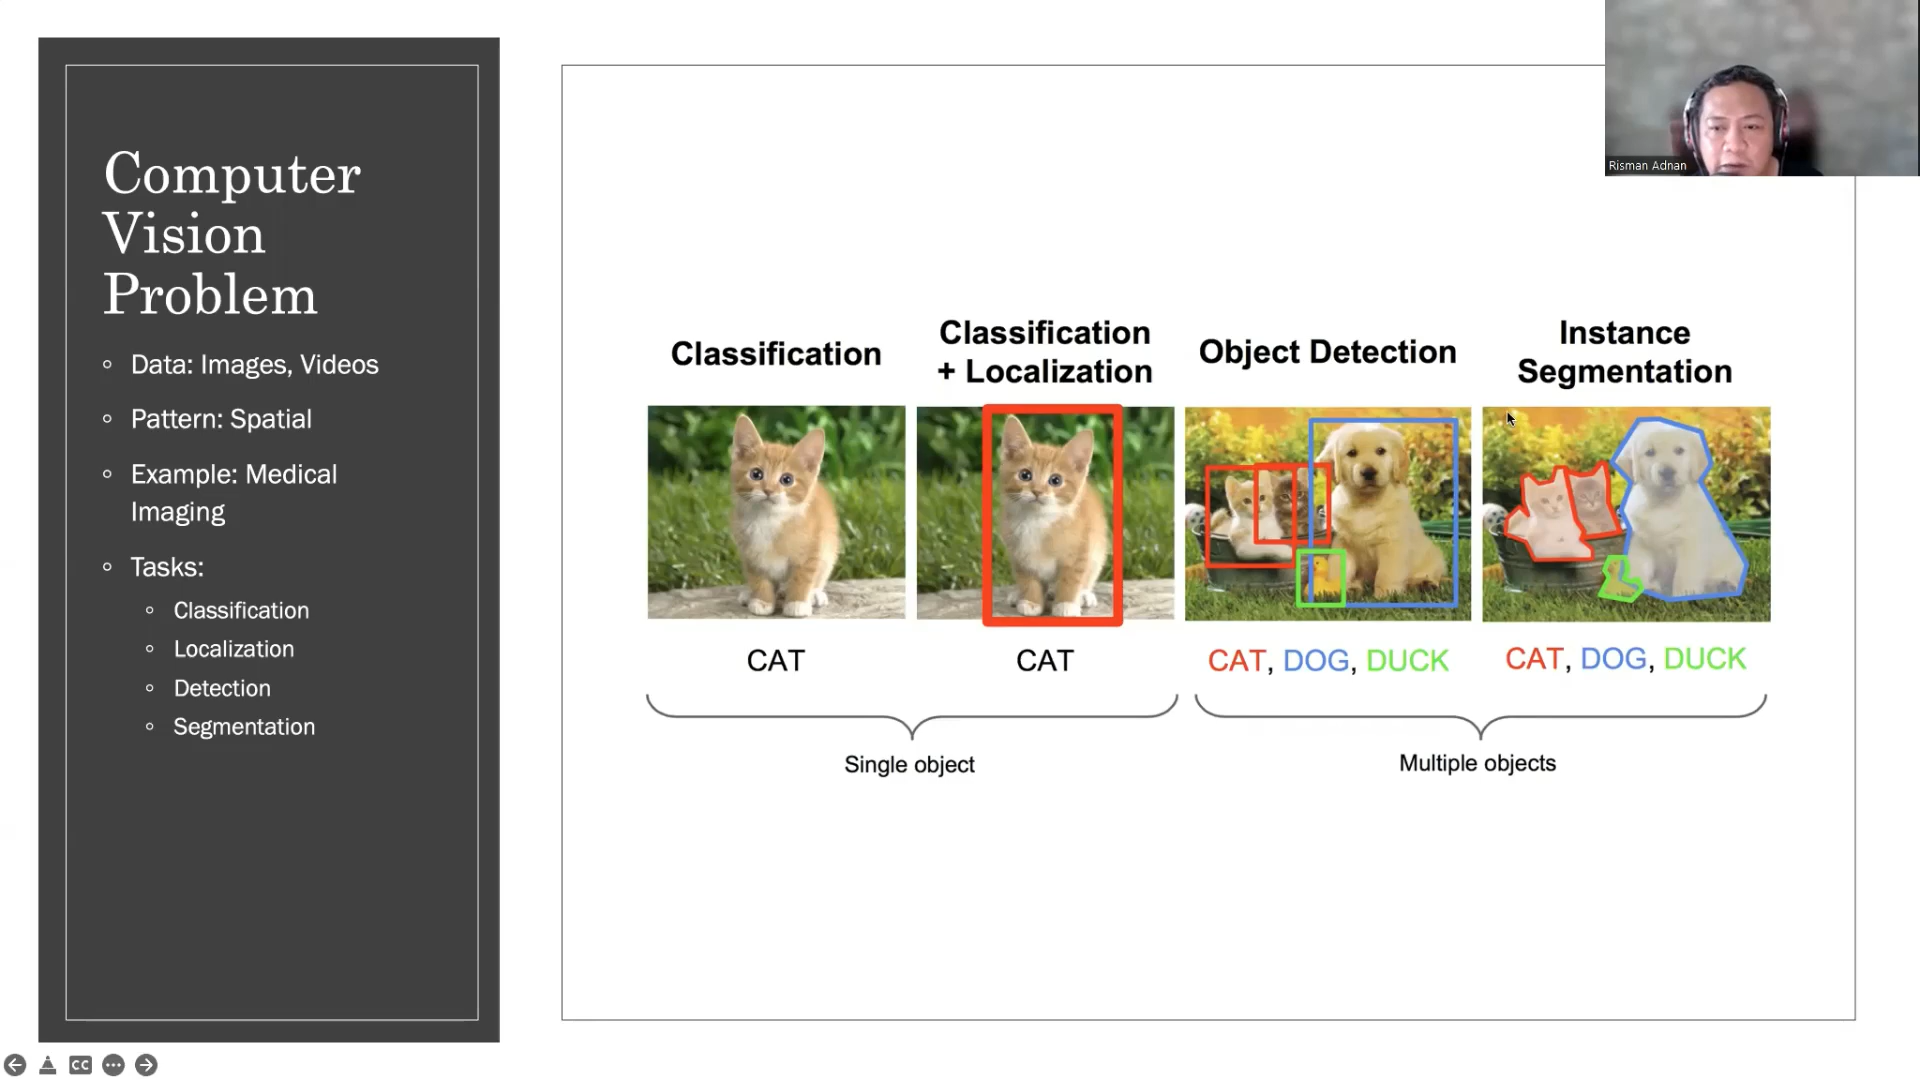 Computer
Vision
Problem
Data: Images, Videos
Pattern: Spatial
Example: Medical
Imaging
Tasks:
Classification
Localization
Detection
Segmentation
Classification
Classification
+ Localization
Object Detection
Instance
Segmentation
CAT
CAT
CAT, DOG, DUCK
CAT, DOG, DUCK
Single object
Multiple objects
Risman Adnan
CC